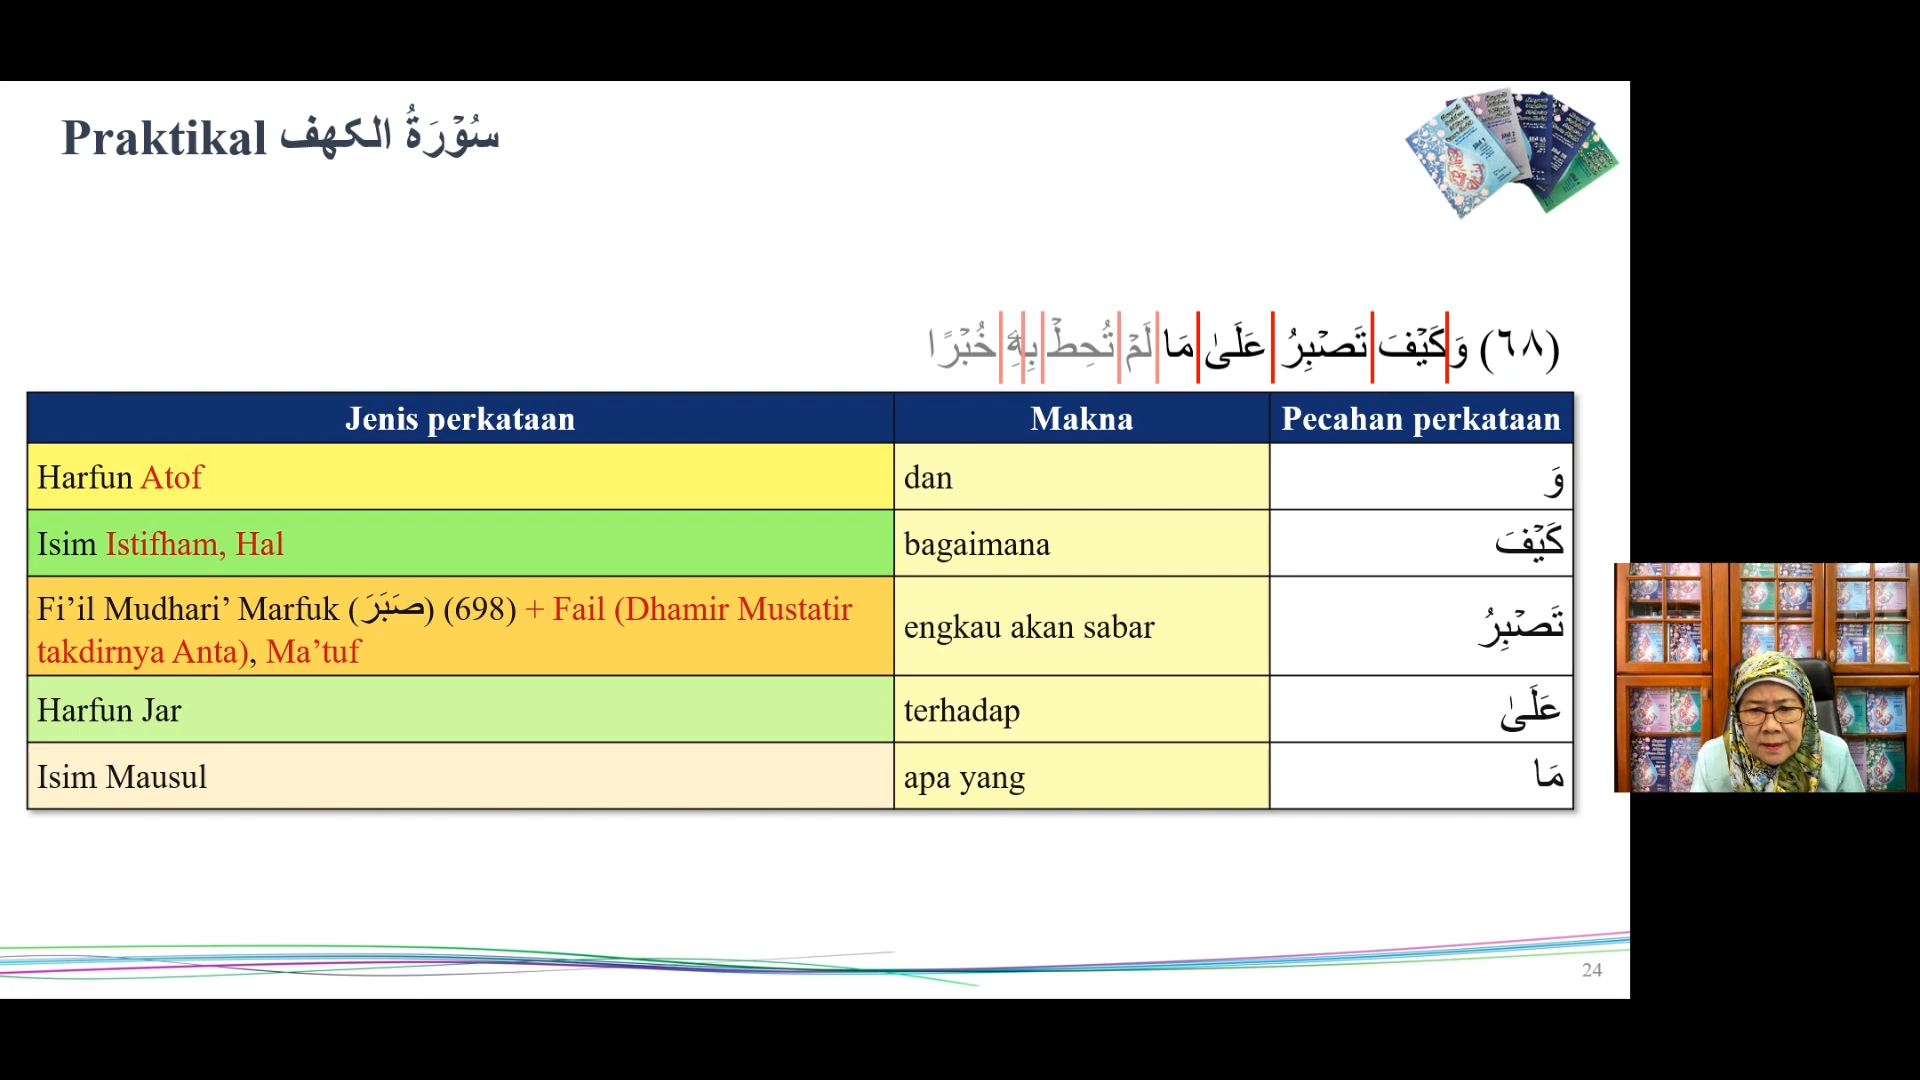 Praktikal سُوْرَةُ الكهف
(٦٨) وَكَيْفَ تَصْبِرُ عَلَىٰ مَا لَمْ تُحِطْ بِهِۦ خُبْرًا
Jenis perkataan Makna Pecahan perkataan
Harfun Atof dan وَ
Isim Istifham, Hal bagaimana كَيْفَ
Fi’il Mudhari’ Marfuk (صَبَرَ) (698) + Fail (Dhamir Mustatir
takdirnya Anta), Ma’tuf engkau akan sabar تَصْبِرُ
Harfun Jar terhadap عَلَىٰ
Isim Mausul apa yang مَا
24